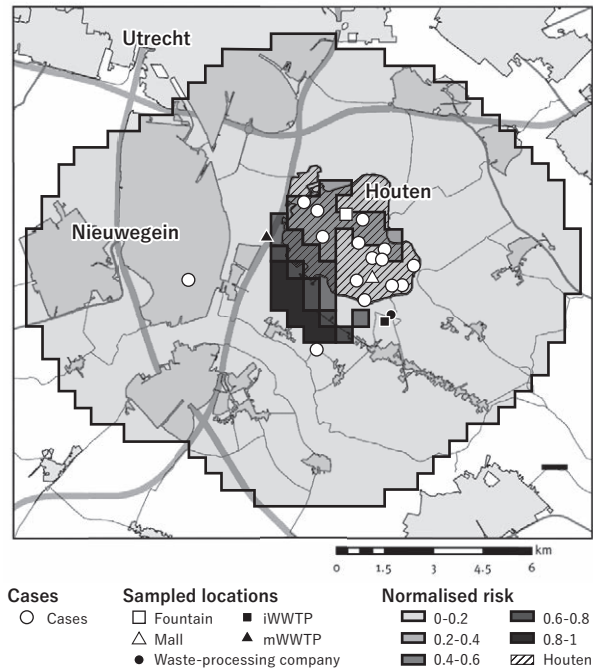 Utrecht
Houten
Nieuwegein
km
0 1.5 3 4.5 6
Cases
Cases
Sampled locations
Fountain
iWWTP
Mall
mWWTP
Waste-processing company
Normalised risk
0-0.2
0.6-0.8
0.2-0.4
0.8-1
0.4-0.6
Houten